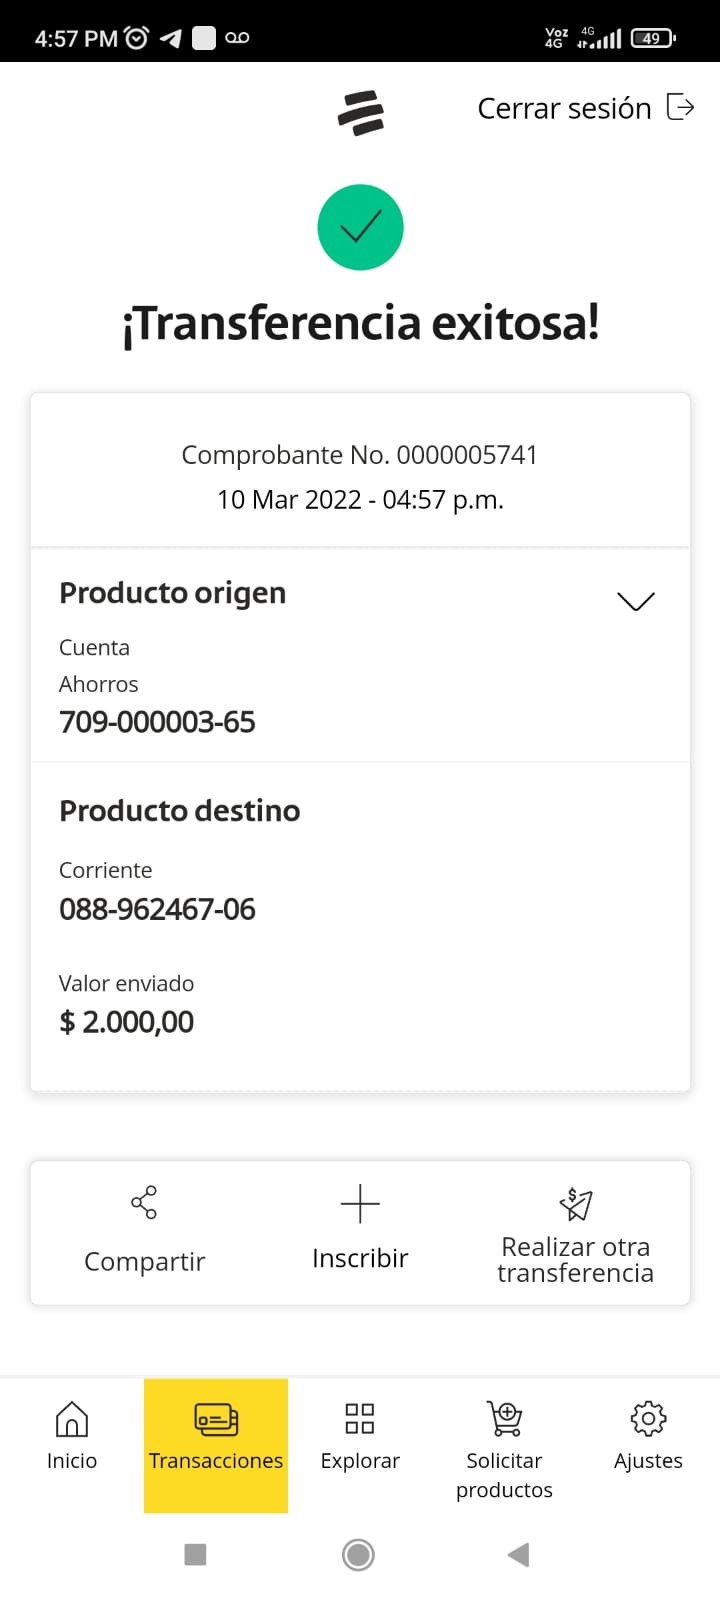 4:57 PM
Voz 4G
4G
49
Cerrar sesión
¡Transferencia exitosa!
Comprobante No. 0000005741
10 Mar 2022 - 04:57 p.m.
Producto origen
Cuenta
Ahorros
709-000003-65
Producto destino
Corriente
088-962467-06
Valor enviado
$ 2.000,00
Compartir
Inscribir
Realizar otra
transferencia
Inicio
Transacciones
Explorar
Solicitar
productos
Ajustes